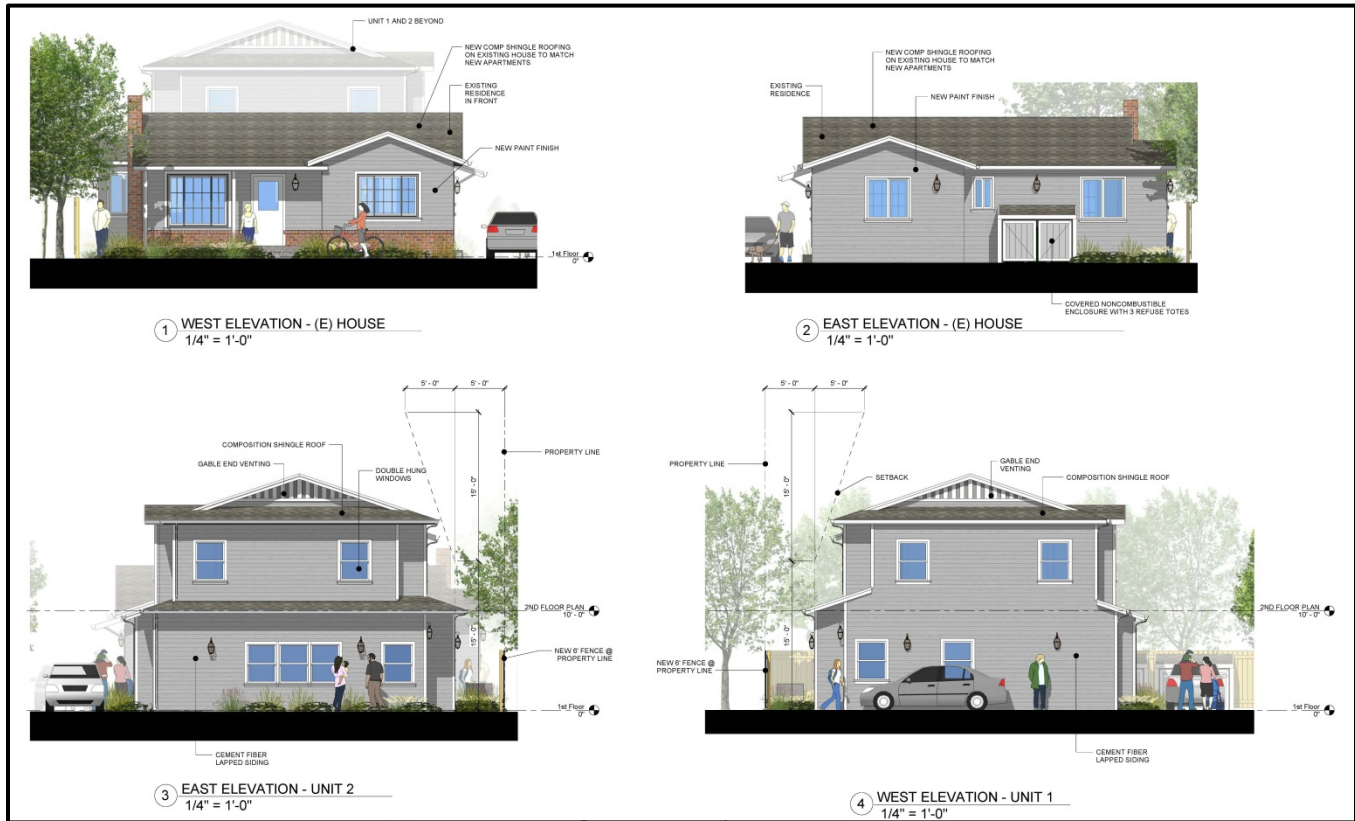 UNIT 1 AND 2 BEYOND
NEW COMP SHINGLE ROOFING
ON EXISTING HOUSE TO MATCH
NEW APARTMENTS
EXISTING
RESIDENCE
IN FRONT
NEW PAINT FINISH
1st Floor
0"
1 WEST ELEVATION - (E) HOUSE
1/4" = 1'-0"
NEW COMP SHINGLE ROOFING
ON EXISTING HOUSE TO MATCH
NEW APARTMENTS
EXISTING
RESIDENCE
NEW PAINT FINISH
COVERED NONCOMBUSTIBLE
ENCLOSURE WITH 3 REFUSE TOTES
2 EAST ELEVATION - (E) HOUSE
1/4" = 1'-0"
5' - 0" 5' - 0"
COMPOSITION SHINGLE ROOF
GABLE END VENTING
DOUBLE HUNG
WINDOWS
PROPERTY LINE
15' - 0"
2ND FLOOR PLAN
10' - 0"
15' - 0"
NEW 6' FENCE @
PROPERTY LINE
1st Floor
0"
CEMENT FIBER
LAPPED SIDING
3 EAST ELEVATION - UNIT 2
1/4" = 1'-0"
5' - 0" 5' - 0"
PROPERTY LINE
SETBACK
GABLE END
VENTING
COMPOSITION SHINGLE ROOF
15' - 0"
2ND FLOOR PLAN
10' - 0"
15' - 0"
NEW 6' FENCE @
PROPERTY LINE
1st Floor
0"
CEMENT FIBER
LAPPED SIDING
4 WEST ELEVATION - UNIT 1
1/4" = 1'-0"